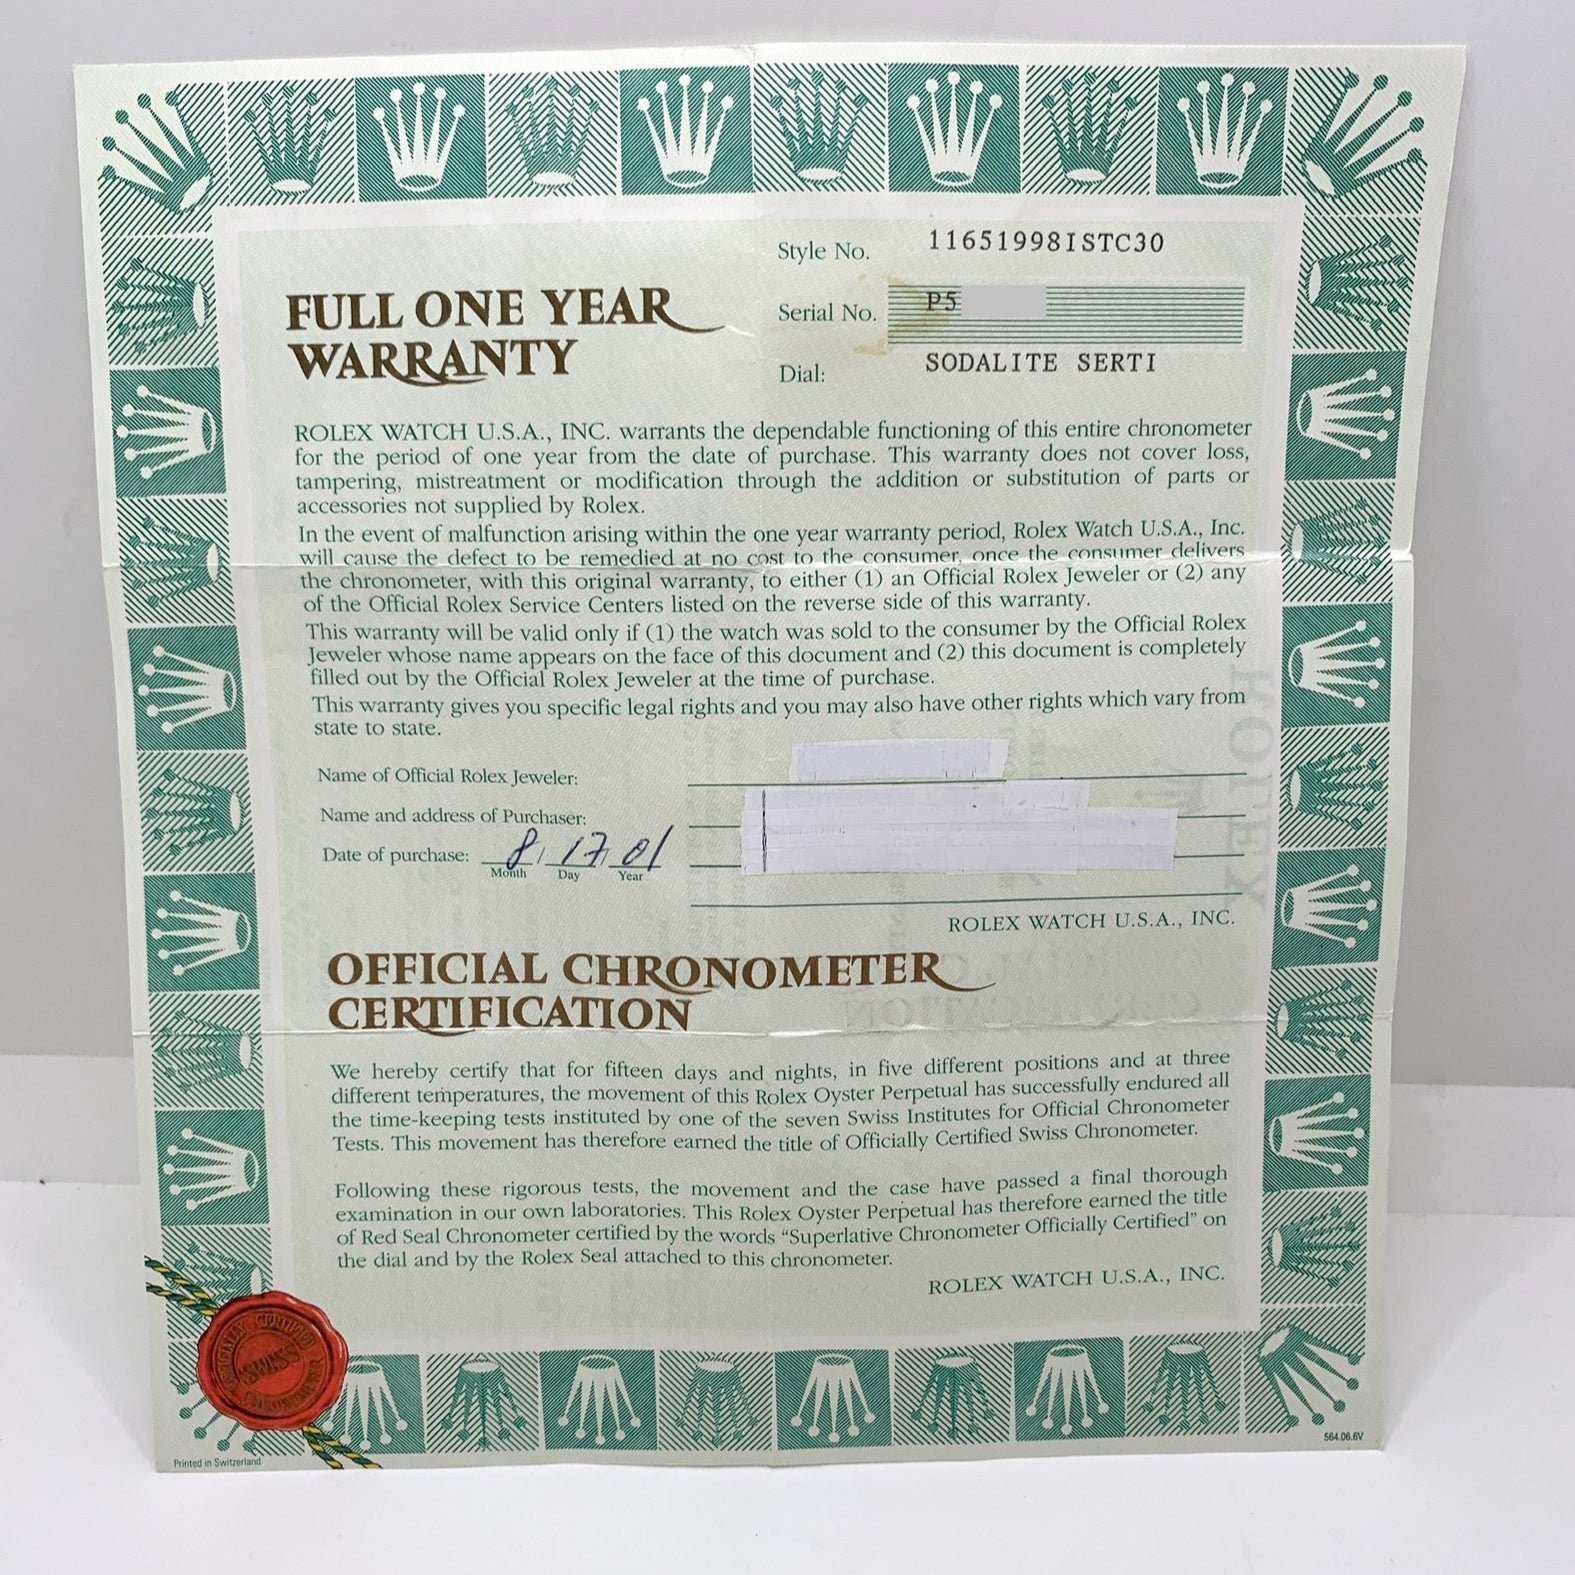 Style No. 11651998ISTC30
FULL ONE YEAR
WARRANTY
Serial No. P5
Dial: SODALITE SERTI
ROLEX WATCH U.S.A., INC. warrants the dependable functioning of this entire chronometer
for the period of one year from the date of purchase. This warranty does not cover loss,
tampering, mistreatment or modification through the addition or substitution of parts or
accessories not supplied by Rolex.
In the event of malfunction arising within the one year warranty period, Rolex Watch U.S.A., Inc.
will cause the defect to be remedied at no cost to the consumer, once the consumer delivers
the chronometer, with this original warranty, to either (1) an Official Rolex Jeweler or (2) any
of the Official Rolex Service Centers listed on the reverse side of this warranty.
This warranty will be valid only if (1) the watch was sold to the consumer by the Official Rolex
Jeweler whose name appears on the face of this document and (2) this document is completely
filled out by the Official Rolex Jeweler at the time of purchase.
This warranty gives you specific legal rights and you may also have other rights which vary from
state to state.
Name of Official Rolex Jeweler:
Name and address of Purchaser:
Date of purchase: 8 / 17 / 01
Month Day Year
ROLEX WATCH U.S.A., INC.
OFFICIAL CHRONOMETER
CERTIFICATION
We hereby certify that for fifteen days and nights, in five different positions and at three
different temperatures, the movement of this Rolex Oyster Perpetual has successfully endured all
the time-keeping tests instituted by one of the seven Swiss Institutes for Official Chronometer
Tests. This movement has therefore earned the title of Officially Certified Swiss Chronometer.
Following these rigorous tests, the movement and the case have passed a final thorough
examination in our own laboratories. This Rolex Oyster Perpetual has therefore earned the title
of Red Seal Chronometer certified by the words “Superlative Chronometer Officially Certified” on
the dial and by the Rolex Seal attached to this chronometer.
ROLEX WATCH U.S.A., INC.
SWISS
Printed in Switzerland
564.06.6V